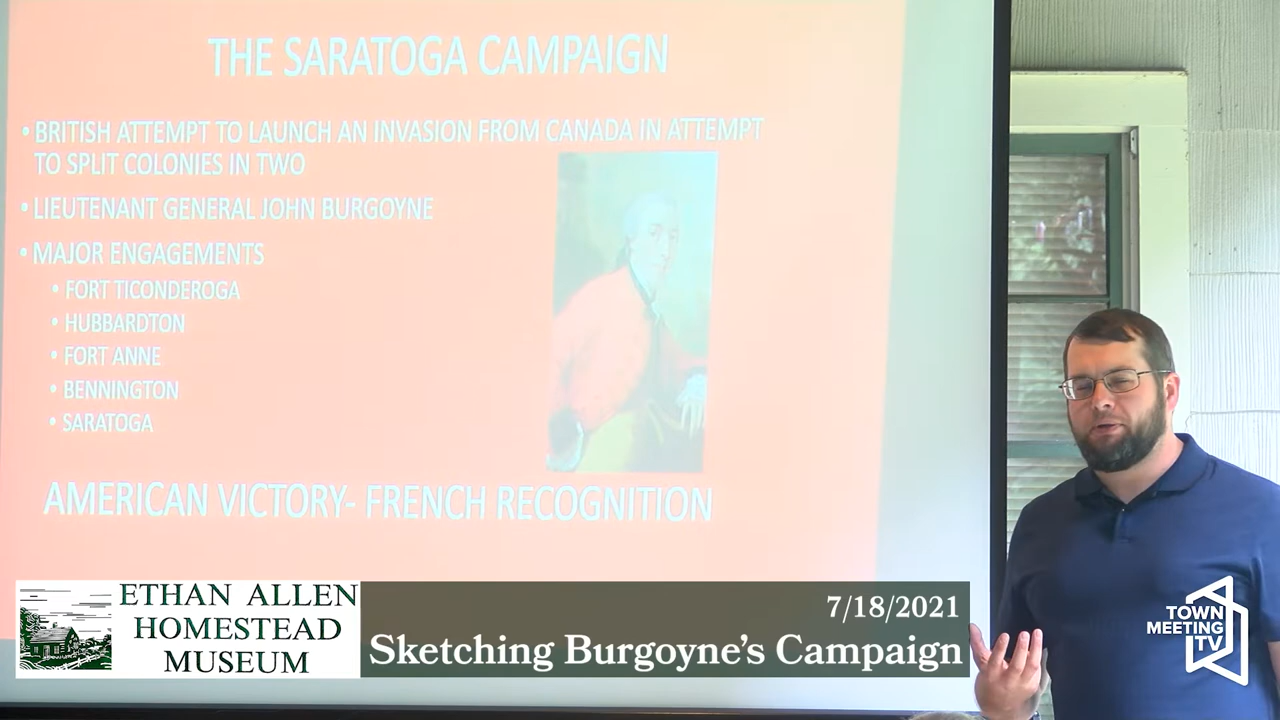 THE SARATOGA CAMPAIGN
• BRITISH ATTEMPT TO LAUNCH AN INVASION FROM CANADA IN ATTEMPT
TO SPLIT COLONIES IN TWO
• LIEUTENANT GENERAL JOHN BURGOYNE
• MAJOR ENGAGEMENTS
• FORT TICONDEROGA
• HUBBARDTON
• FORT ANNE
• BENNINGTON
• SARATOGA
AMERICAN VICTORY- FRENCH RECOGNITION
ETHAN ALLEN
HOMESTEAD
MUSEUM
7/18/2021
Sketching Burgoyne's Campaign
TOWN
MEETING
TV